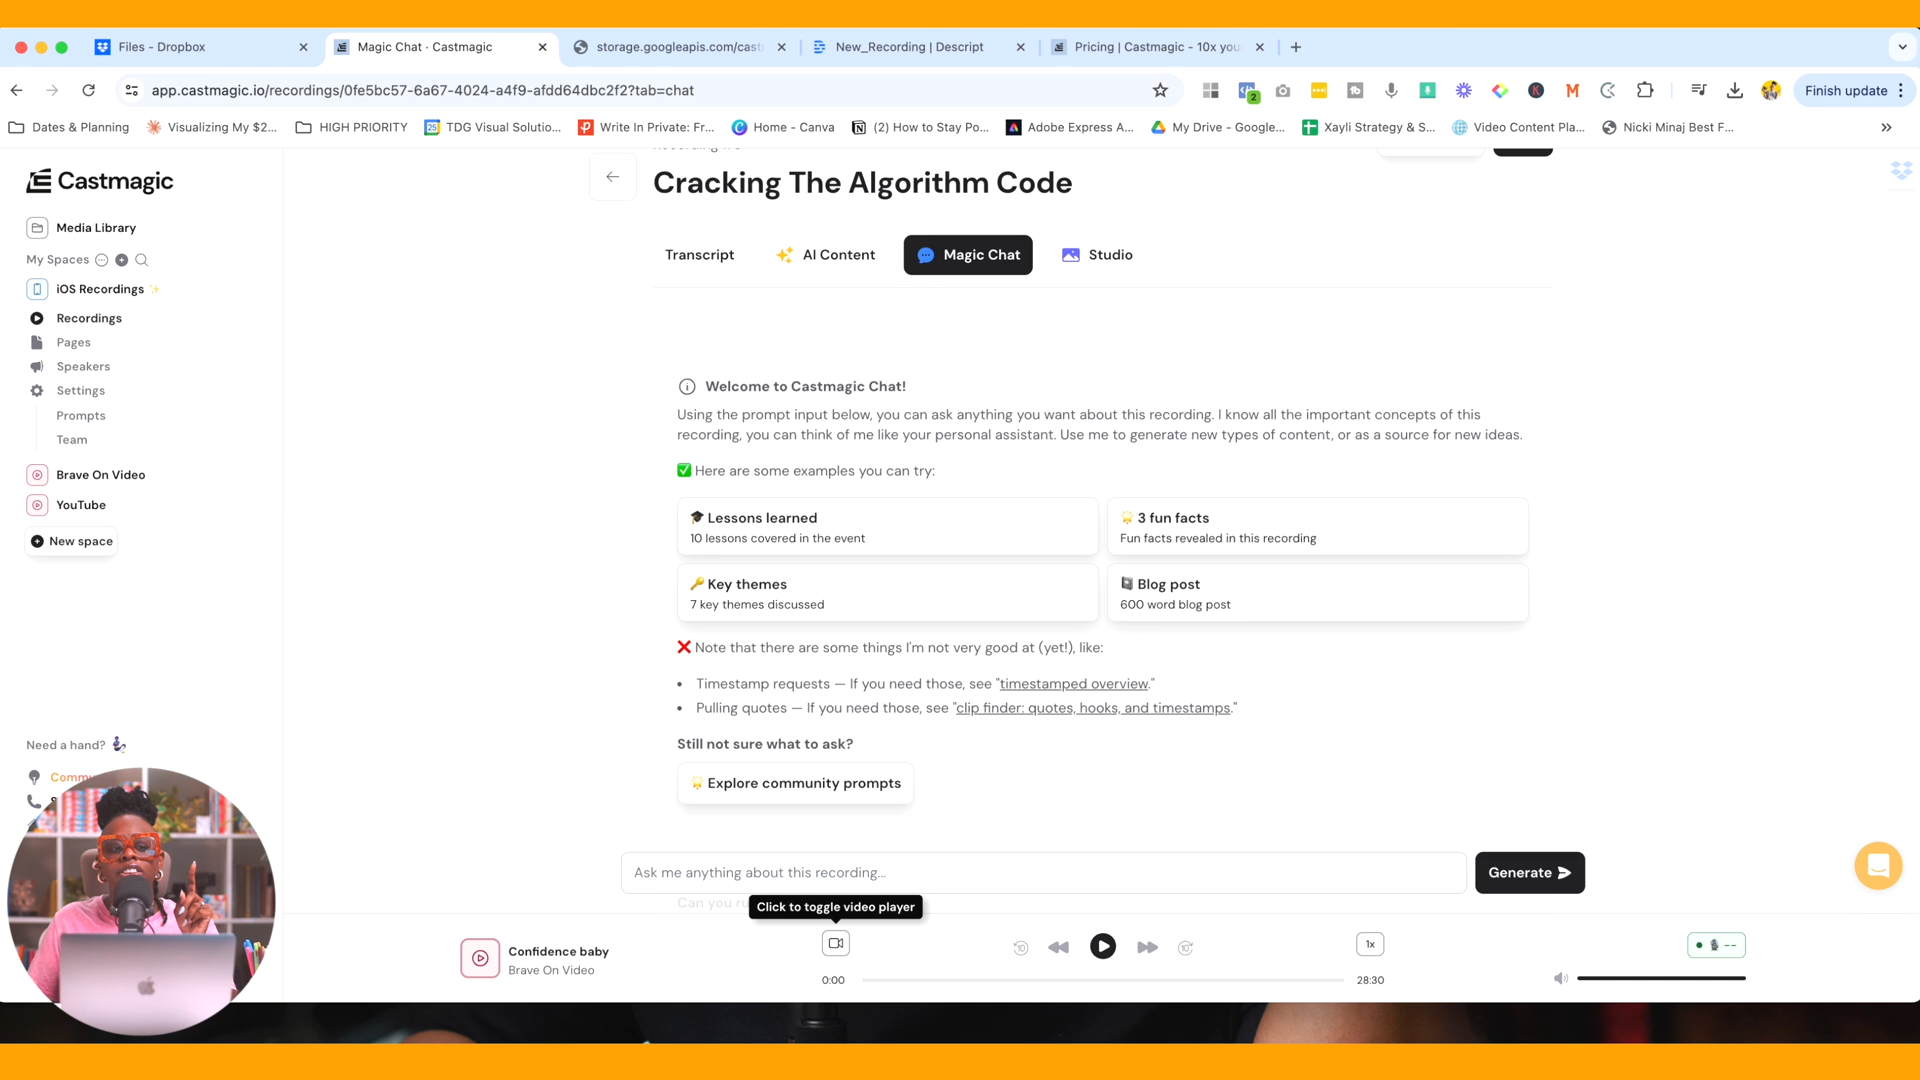 Files - Dropbox
Magic Chat · Castmagic
storage.googleapis.com/cast
New_Recording | Descript
Pricing | Castmagic - 10x you
app.castmagic.io/recordings/0fe5bc57-6a67-4024-a4f9-afdd64dbc2f2?tab=chat
2
Finish update
Dates & Planning
Visualizing My $2...
HIGH PRIORITY
TDG Visual Solutio...
Write In Private: Fr...
Home - Canva
(2) How to Stay Po...
Adobe Express A...
My Drive - Google...
Xayli Strategy & S...
Video Content Pla...
Nicki Minaj Best F...
Castmagic
Media Library
My Spaces
iOS Recordings
Recordings
Pages
Speakers
Settings
Prompts
Team
Brave On Video
YouTube
New space
Need a hand?
Cracking The Algorithm Code
Transcript
AI Content
Magic Chat
Studio
Welcome to Castmagic Chat!
Using the prompt input below, you can ask anything you want about this recording. I know all the important concepts of this
recording, you can think of me like your personal assistant. Use me to generate new types of content, or as a source for new ideas.
Here are some examples you can try:
Lessons learned
10 lessons covered in the event
3 fun facts
Fun facts revealed in this recording
Key themes
7 key themes discussed
Blog post
600 word blog post
Note that there are some things I'm not very good at (yet!), like:
• Timestamp requests — If you need those, see "timestamped overview."
• Pulling quotes — If you need those, see "clip finder: quotes, hooks, and timestamps."
Still not sure what to ask?
Explore community prompts
Ask me anything about this recording...
Generate
Can you
Click to toggle video player
Confidence baby
Brave On Video
10
10
1x
--
0:00
28:30